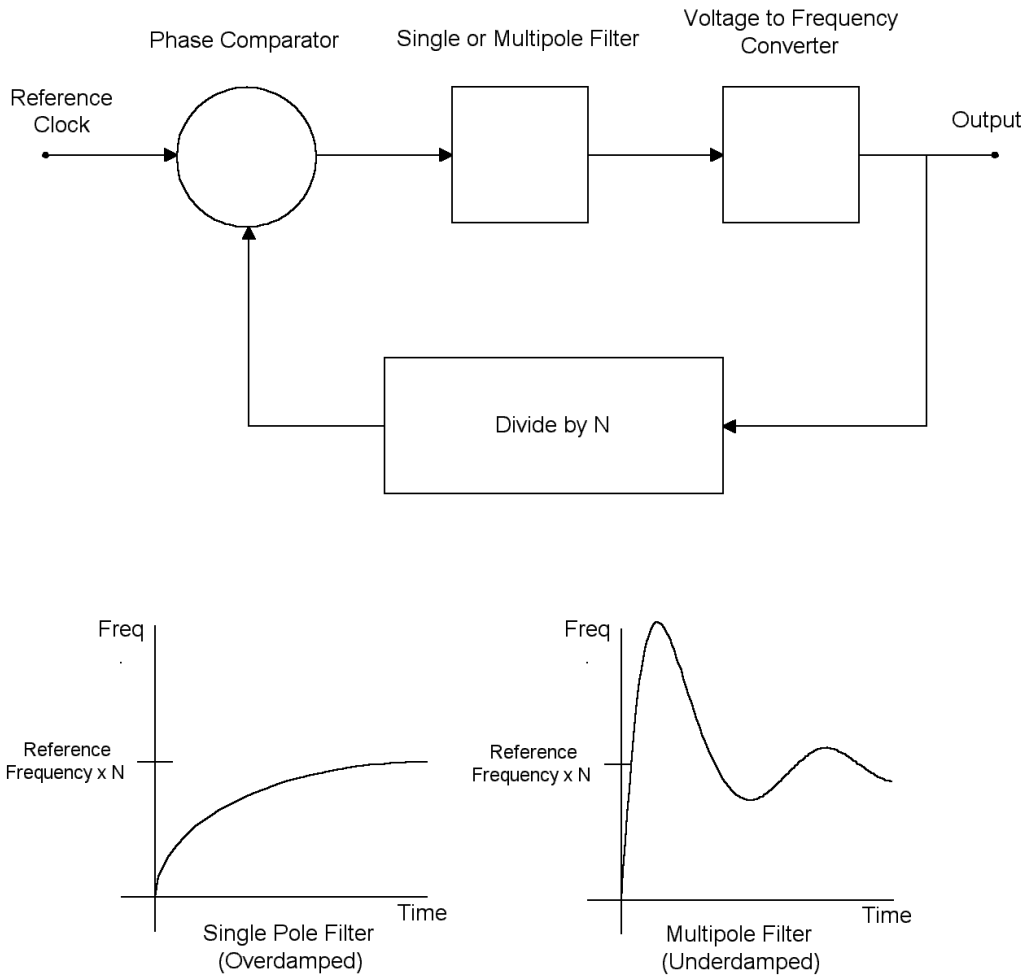 Phase Comparator
Single or Multipole Filter
Voltage to Frequency
Converter
Reference
Clock
Output
Divide by N
Freq
Reference
Frequency x N
Time
Single Pole Filter
(Overdamped)
Freq
Reference
Frequency x N
Time
Multipole Filter
(Underdamped)